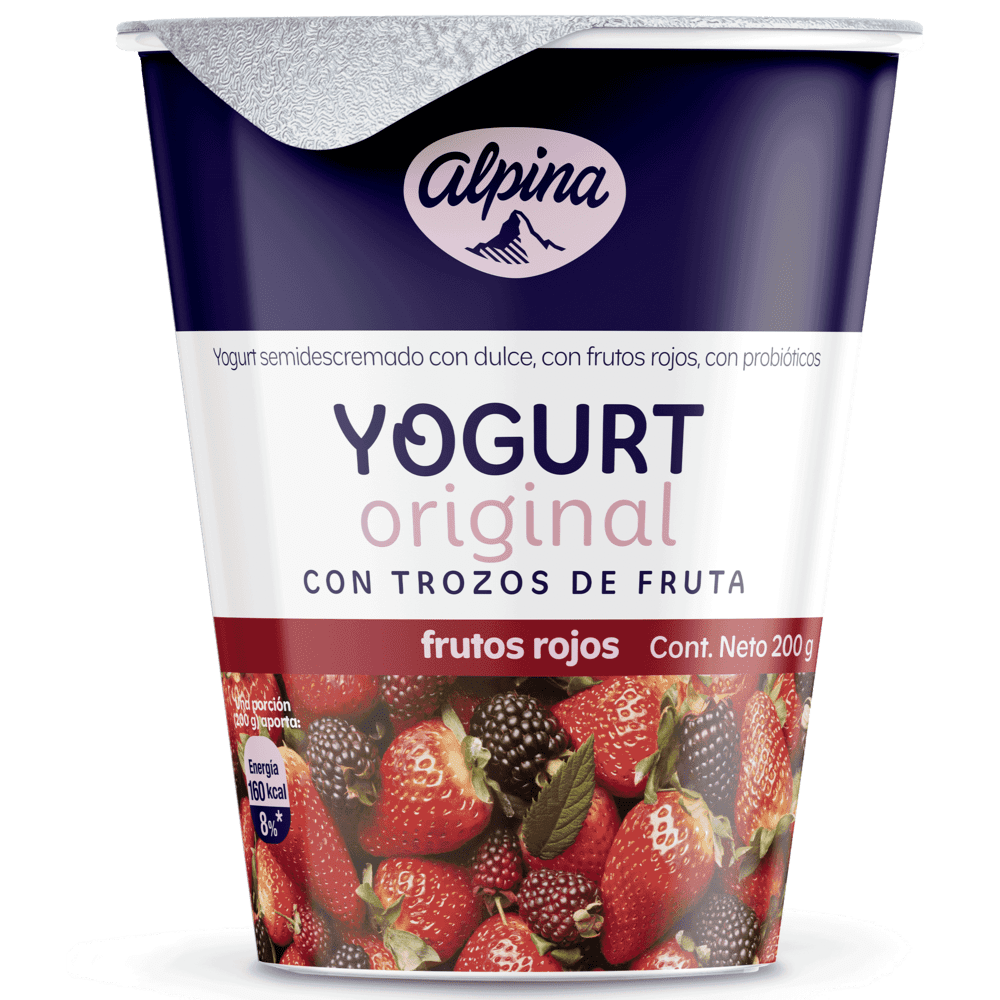 alpina
Yogurt semidescremado con dulce, con frutos rojos, con probióticos
YOGURT
original
CON TROZOS DE FRUTA
frutos rojos Cont. Neto 200 g
Una porción
(200 g) aporta:
Energía
160 kcal
8%*